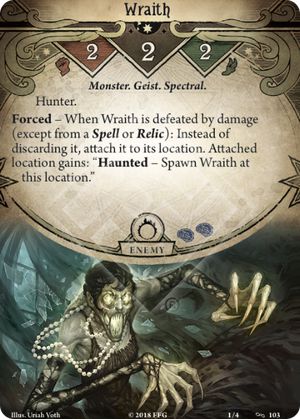 Wraith
2 2 2
Monster. Geist. Spectral.
Hunter.
Forced – When Wraith is defeated by damage
(except from a Spell or Relic): Instead of
discarding it, attach it to its location. Attached
location gains: “Haunted – Spawn Wraith at
this location.”
ENEMY
Illus. Uriah Voth © 2018 FFG 1/4 103